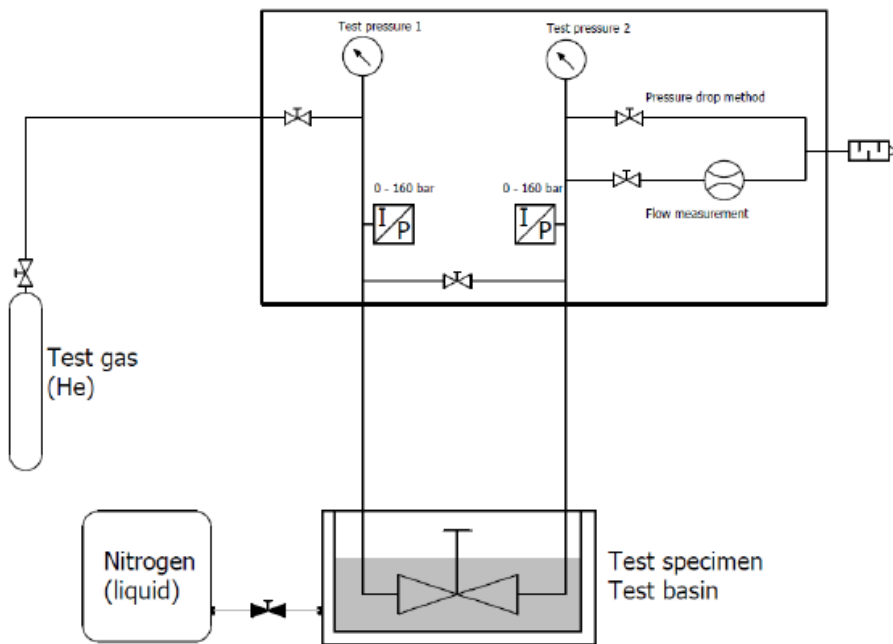 Test pressure 1
Test pressure 2
Pressure drop method
0 - 160 bar
0 - 160 bar
I
P
I
P
Flow measurement
Test gas
(He)
Nitrogen
(liquid)
Test specimen
Test basin